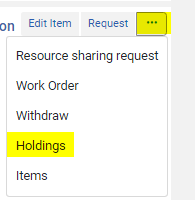 on Edit Item Request ...
Resource sharing request
Work Order
Withdraw
Holdings
Items